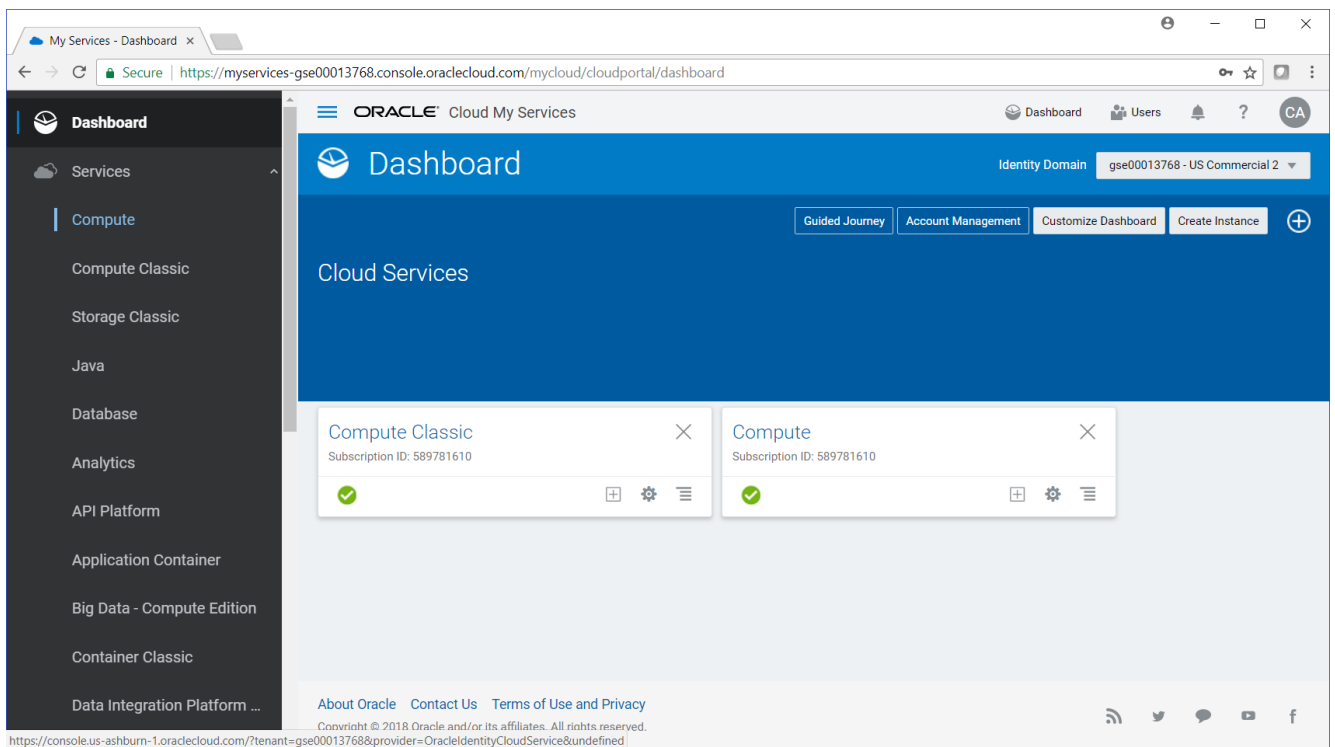 My Services - Dashboard
Secure | https://myservices-gse00013768.console.oraclecloud.com/mycloud/cloudportal/dashboard
Dashboard
Services
Compute
Compute Classic
Storage Classic
Java
Database
Analytics
API Platform
Application Container
Big Data - Compute Edition
Container Classic
Data Integration Platform ...
ORACLE Cloud My Services
Dashboard
Users
?
CA
Dashboard
Identity Domain
gse00013768 - US Commercial 2
Guided Journey
Account Management
Customize Dashboard
Create Instance
Cloud Services
Compute Classic
Subscription ID: 589781610
Compute
Subscription ID: 589781610
About Oracle Contact Us Terms of Use and Privacy
Copyright © 2018 Oracle and/or its affiliates. All rights reserved.
https://console.us-ashburn-1.oraclecloud.com/?tenant=gse00013768&provider=OracleIdentityCloudService&undefined